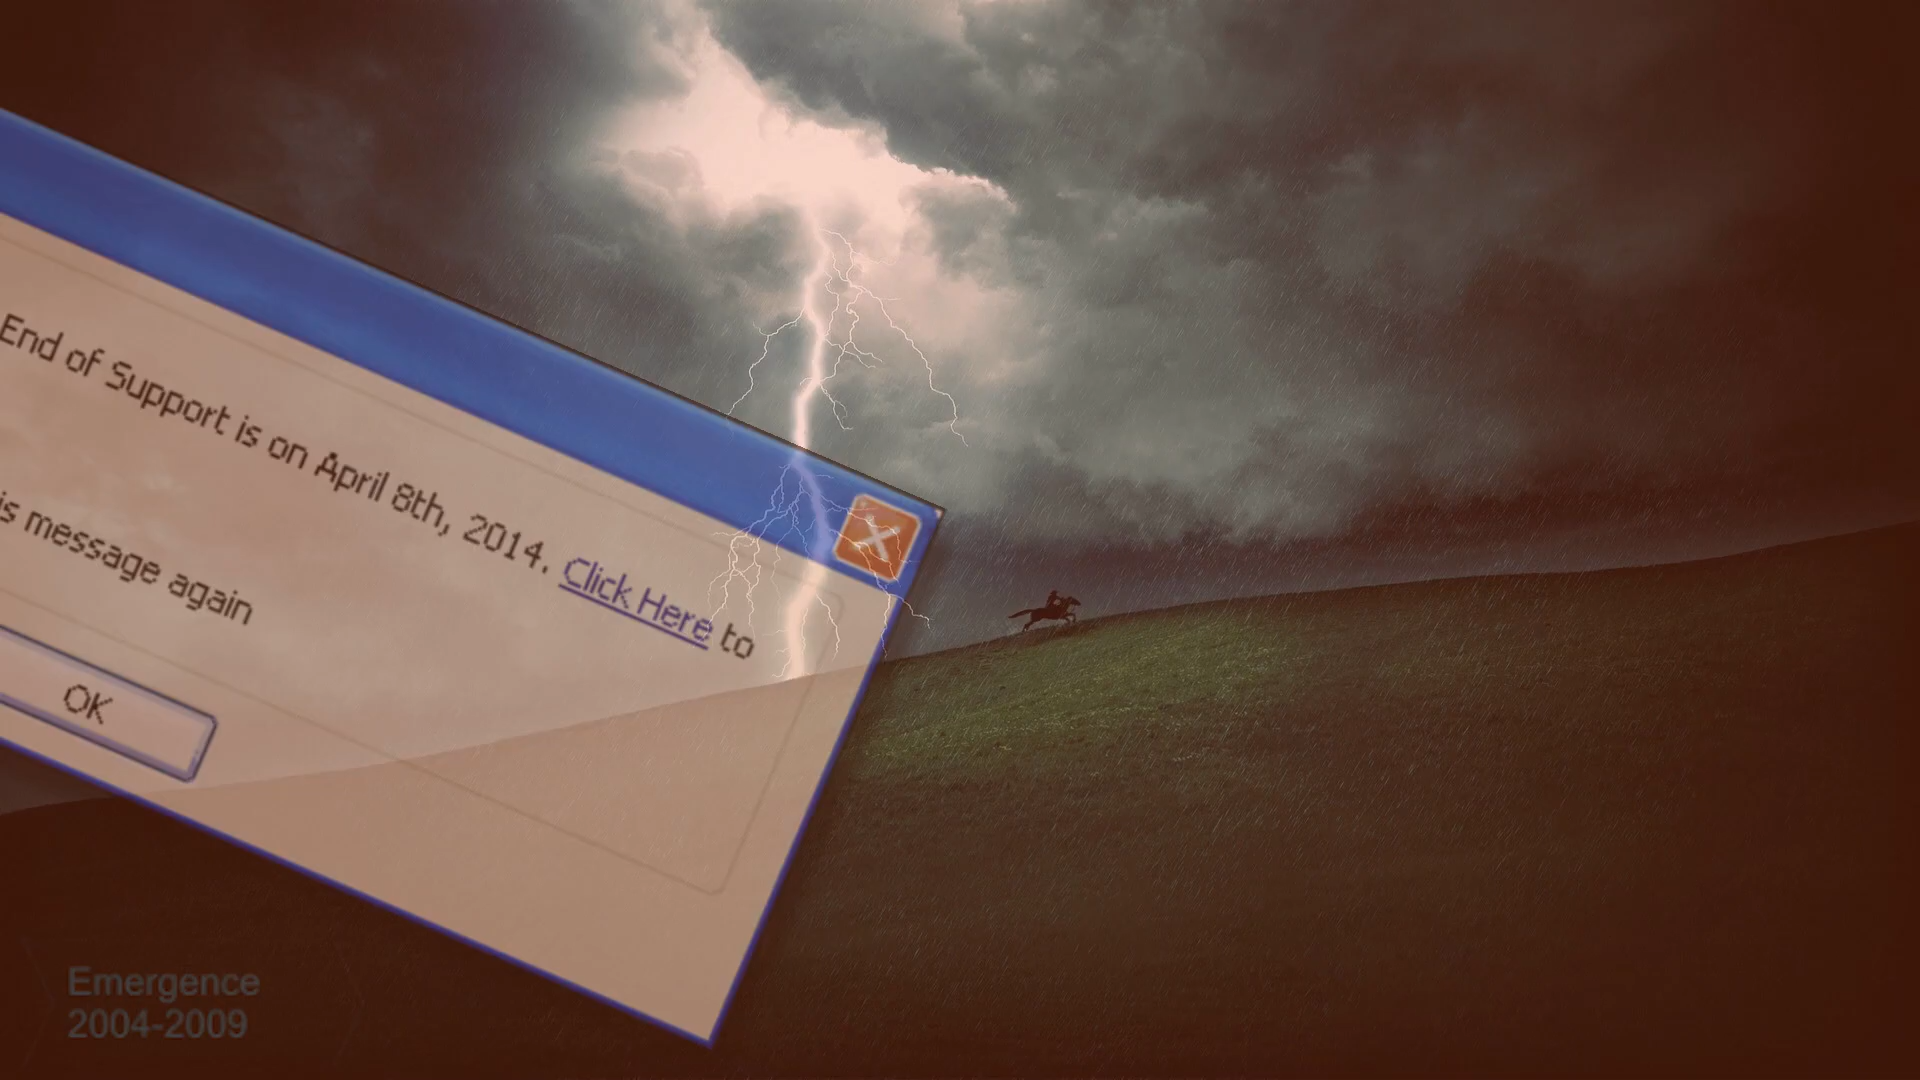 End of Support is on April 8th, 2014. Click Here to
is message again
OK
Emergence
2004-2009